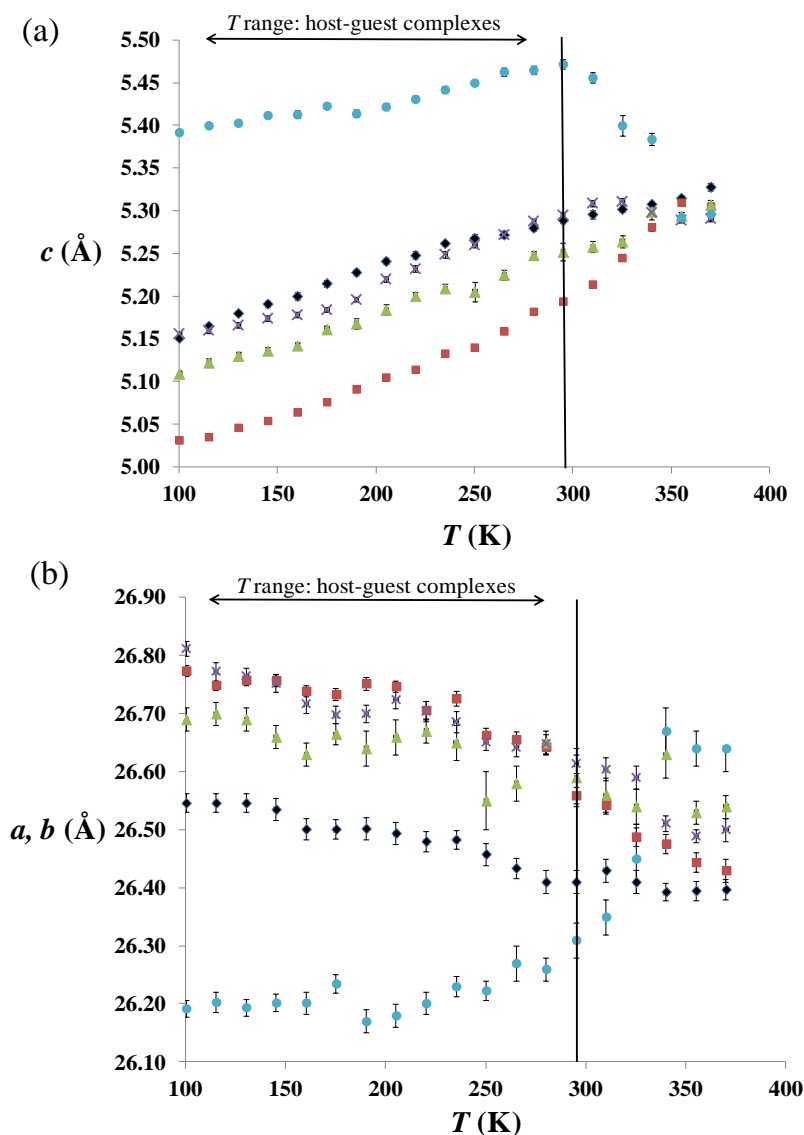 (a)
T range: host-guest complexes
5.50
5.45
5.40
5.35
5.30
c (Å)
5.25
5.20
5.15
5.10
5.05
5.00
100 150 200 250 300 350 400
T (K)
(b)
T range: host-guest complexes
26.90
26.80
26.70
26.60
a, b (Å)
26.50
26.40
26.30
26.20
26.10
100 150 200 250 300 350 400
T (K)